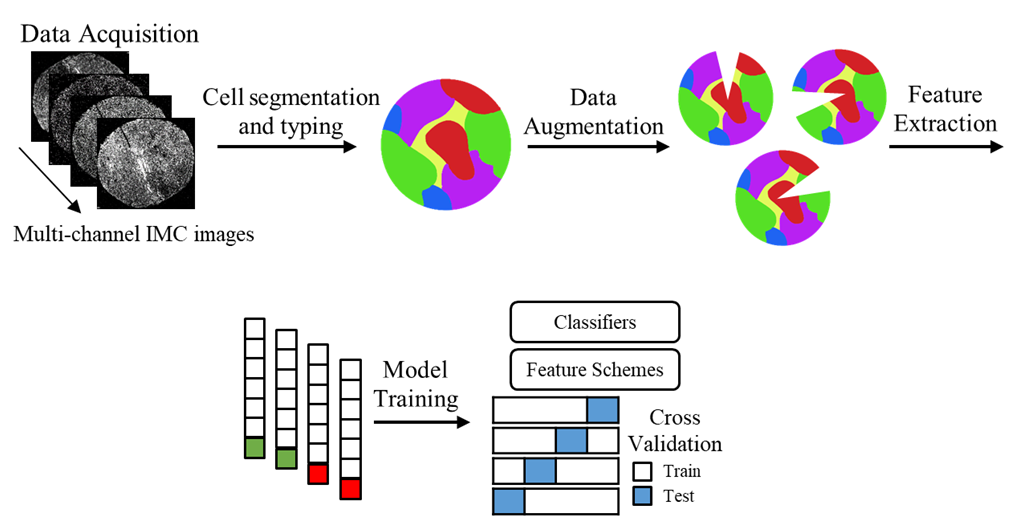 Data Acquisition
Multi-channel IMC images
Cell segmentation
and typing
Data
Augmentation
Feature
Extraction
Model
Training
Classifiers
Feature Schemes
Cross
Validation
Train
Test